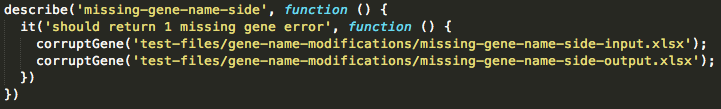 describe('missing-gene-name-side', function () {
  it('should return 1 missing gene error', function () {
    corruptGene('test-files/gene-name-modifications/missing-gene-name-side-input.xlsx');
    corruptGene('test-files/gene-name-modifications/missing-gene-name-side-output.xlsx');
  })
})